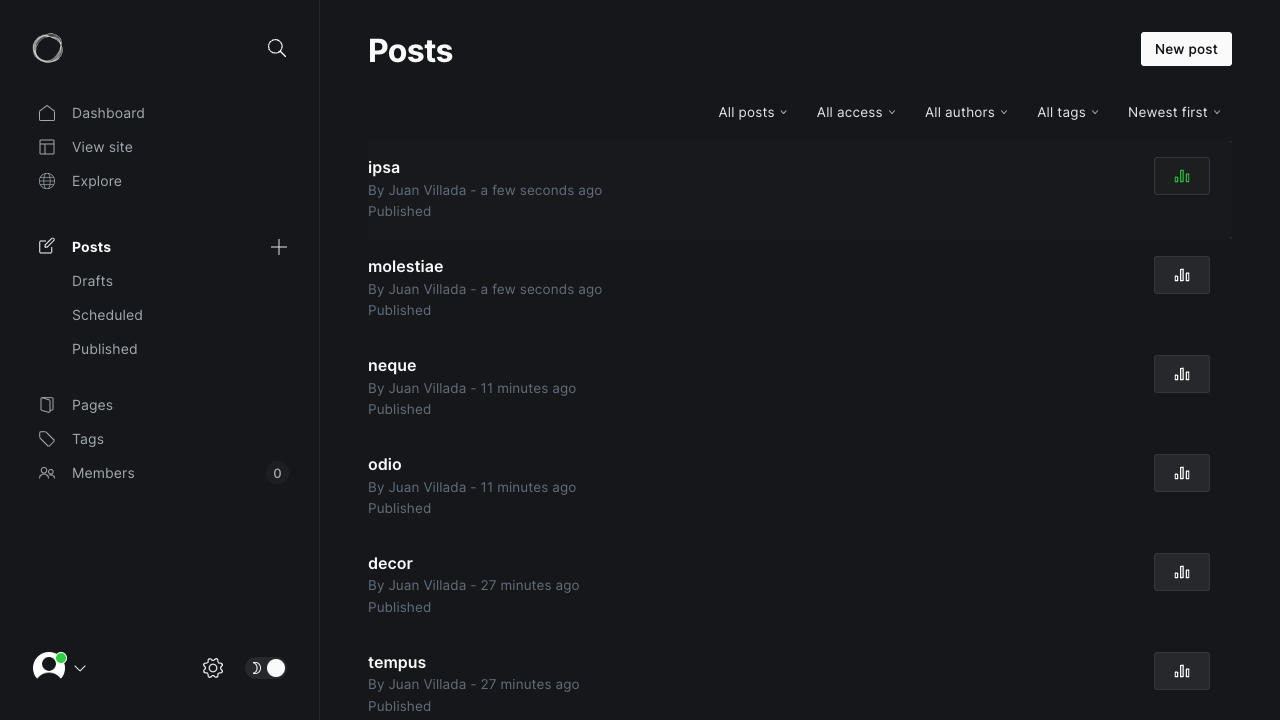 Posts
New post
Dashboard
View site
Explore
Posts
Drafts
Scheduled
Published
Pages
Tags
Members
0
All posts
All access
All authors
All tags
Newest first
ipsa
By Juan Villada - a few seconds ago
Published
molestiae
By Juan Villada - a few seconds ago
Published
neque
By Juan Villada - 11 minutes ago
Published
odio
By Juan Villada - 11 minutes ago
Published
decor
By Juan Villada - 27 minutes ago
Published
tempus
By Juan Villada - 27 minutes ago
Published